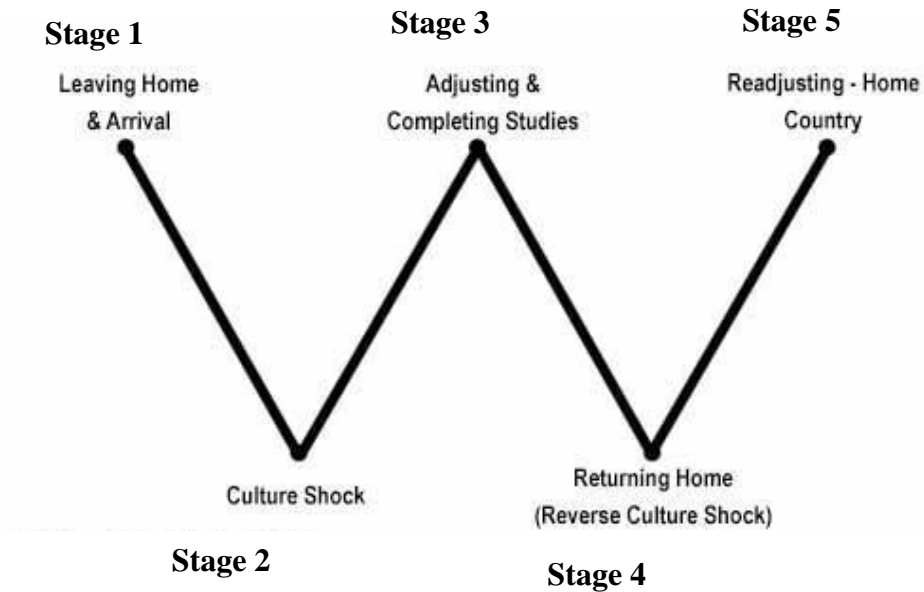 Stage 1
Leaving Home
& Arrival
Stage 3
Adjusting &
Completing Studies
Stage 5
Readjusting - Home
Country
Culture Shock
Stage 2
Returning Home
(Reverse Culture Shock)
Stage 4